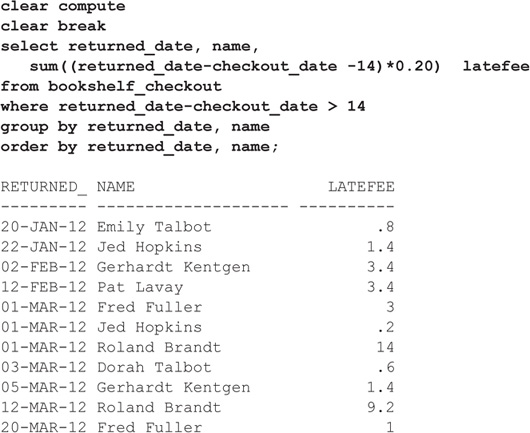 clear compute
clear break
select returned_date, name,
   sum((returned_date-checkout_date -14)*0.20)  latefee
from bookshelf_checkout
where returned_date-checkout_date > 14
group by returned_date, name
order by returned_date, name;
RETURNED_ NAME                    LATEFEE
--------- -------------------- ----------
20-JAN-12 Emily Talbot                 .8
22-JAN-12 Jed Hopkins                 1.4
02-FEB-12 Gerhardt Kentgen            3.4
12-FEB-12 Pat Lavay                   3.4
01-MAR-12 Fred Fuller                   3
01-MAR-12 Jed Hopkins                  .2
01-MAR-12 Roland Brandt                14
03-MAR-12 Dorah Talbot                 .6
05-MAR-12 Gerhardt Kentgen            1.4
12-MAR-12 Roland Brandt               9.2
20-MAR-12 Fred Fuller                   1